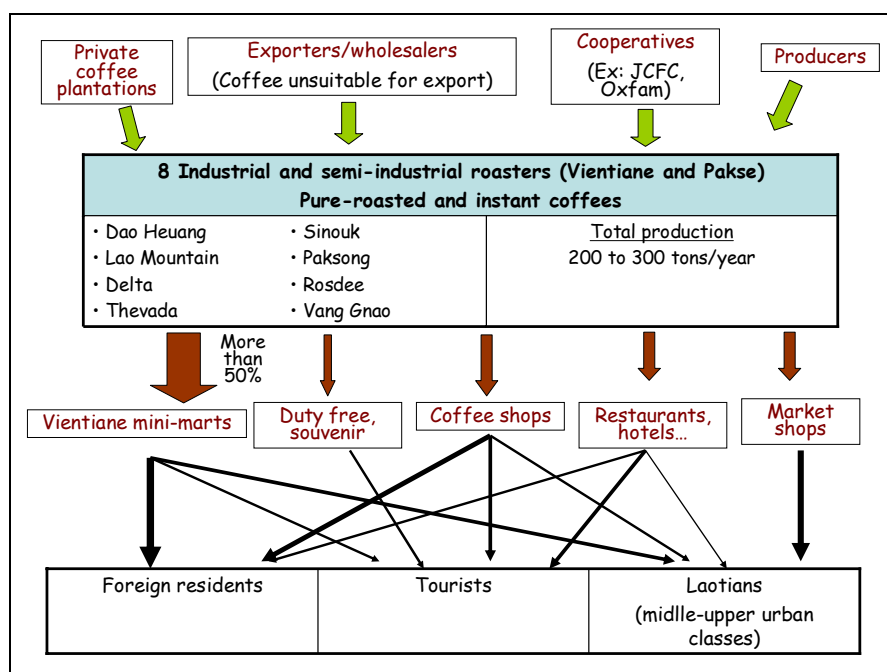 Private
coffee
plantations
Exporters/wholesalers
(Coffee unsuitable for export)
Cooperatives
(Ex: JCFC,
Oxfam)
Producers
8 Industrial and semi-industrial roasters (Vientiane and Pakse)
Pure-roasted and instant coffees
• Dao Heuang
• Lao Mountain
• Delta
• Thevada
• Sinouk
• Paksong
• Rosdee
• Vang Gnao
Total production
200 to 300 tons/year
More
than
50%
Vientiane mini-marts
Duty free,
souvenir
Coffee shops
Restaurants,
hotels…
Market
shops
Foreign residents
Tourists
Laotians
(midlle-upper urban
classes)